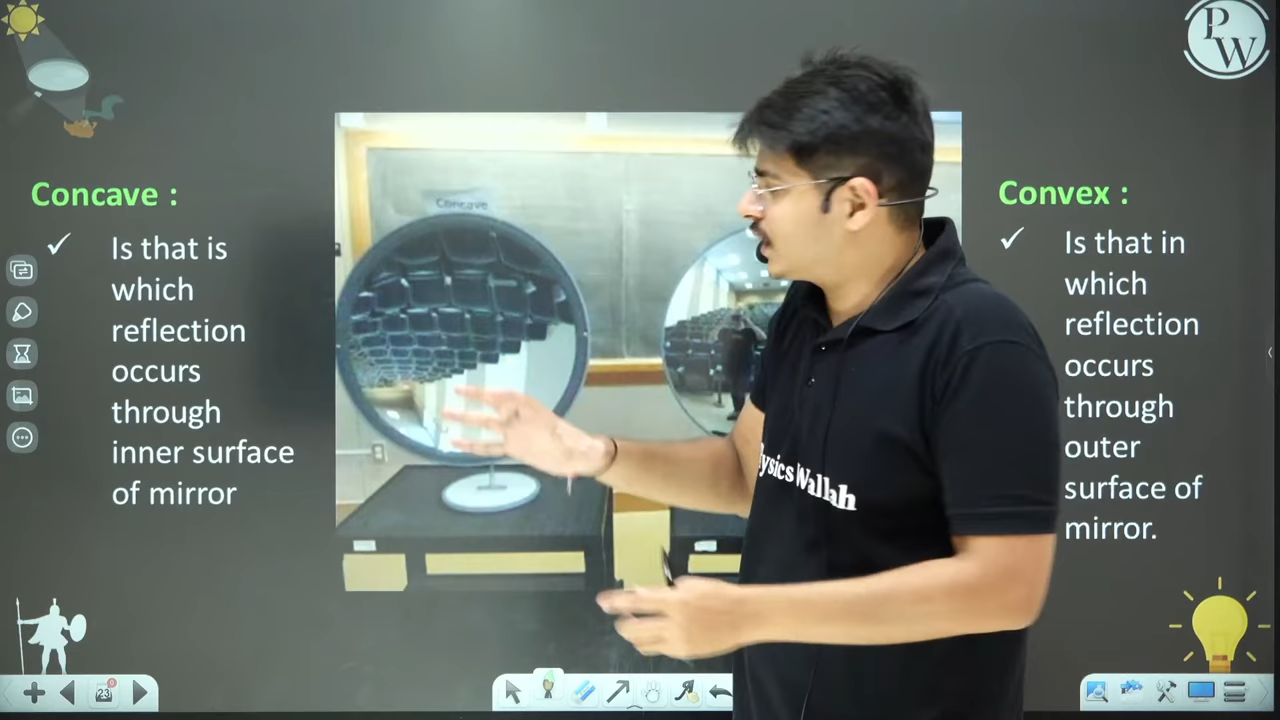 PW
Concave :
✓ Is that is
which
reflection
occurs
through
inner surface
of mirror
Concave
Convex :
✓ Is that in
which
reflection
occurs
through
outer
surface of
mirror.
ysics Wallah
23